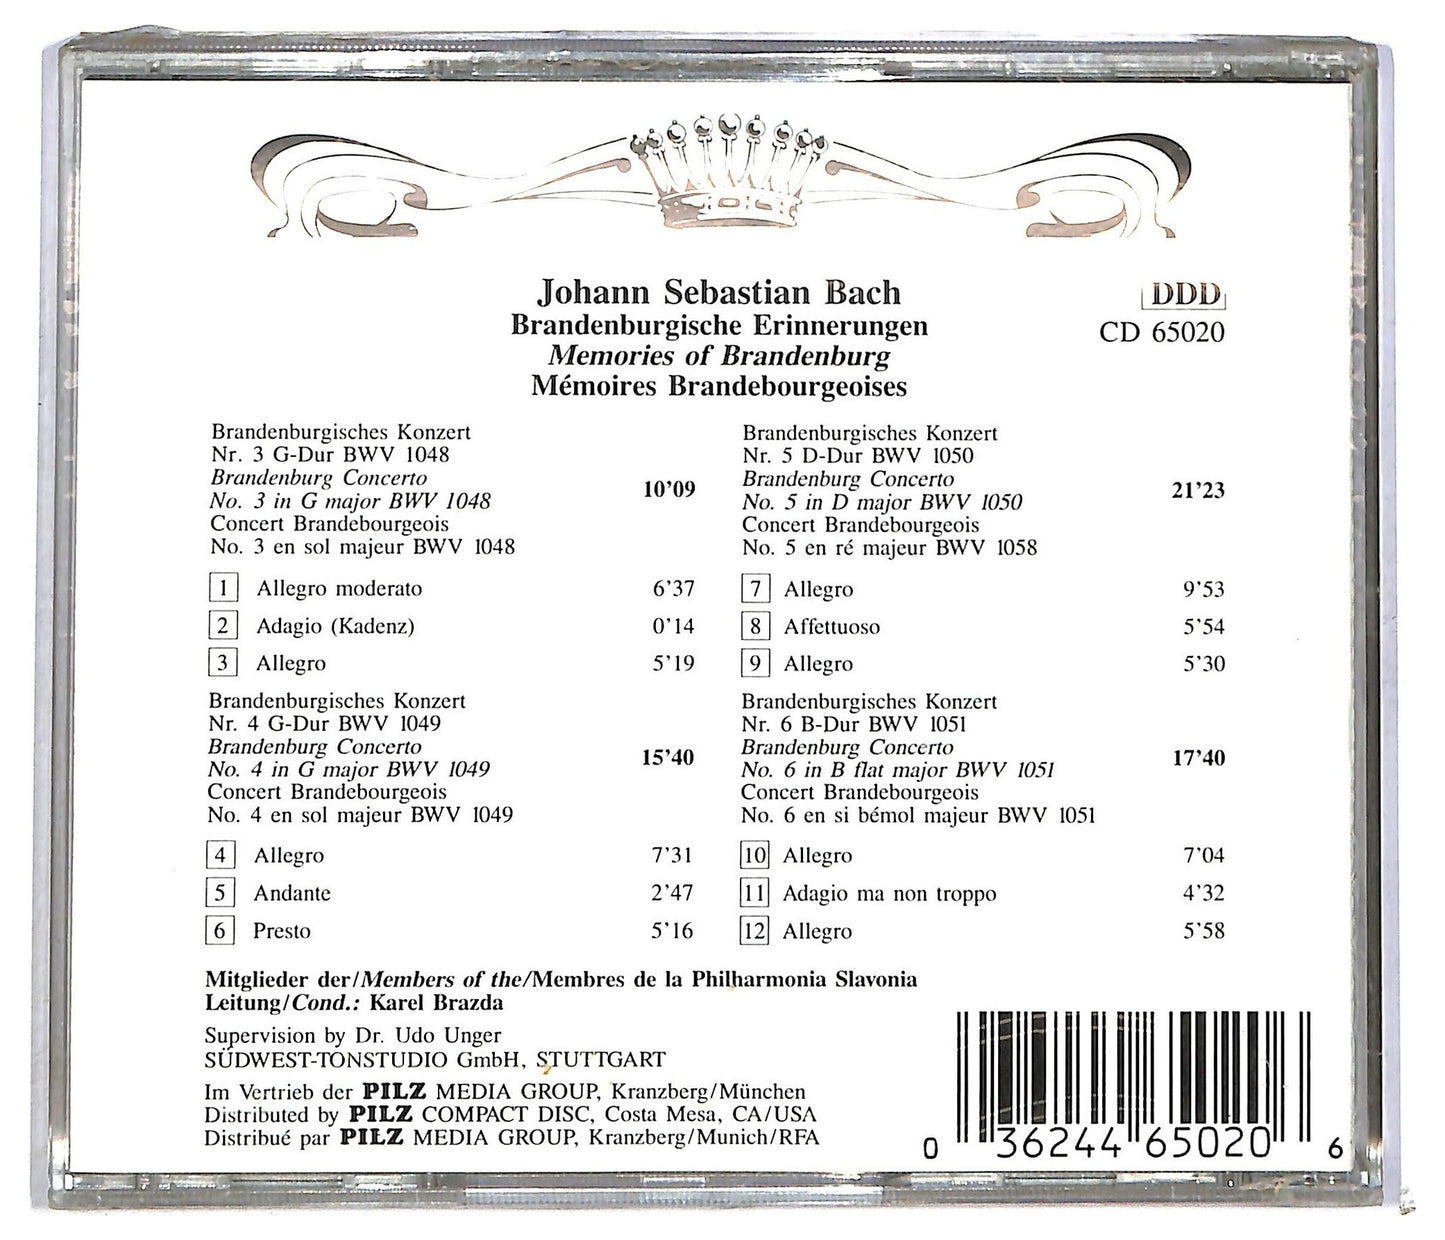 Johann Sebastian Bach
Brandenburgische Erinnerungen
Memories of Brandenburg
Mémoires Brandebourgeoises
DDD
CD 65020
Brandenburgisches Konzert
Nr. 3 G-Dur BWV 1048
Brandenburg Concerto
No. 3 in G major BWV 1048
Concert Brandebourgeois
No. 3 en sol majeur BWV 1048
10'09
1 Allegro moderato 6'37
2 Adagio (Kadenz) 0'14
3 Allegro 5'19
Brandenburgisches Konzert
Nr. 4 G-Dur BWV 1049
Brandenburg Concerto
No. 4 in G major BWV 1049
Concert Brandebourgeois
No. 4 en sol majeur BWV 1049
15'40
4 Allegro 7'31
5 Andante 2'47
6 Presto 5'16
Brandenburgisches Konzert
Nr. 5 D-Dur BWV 1050
Brandenburg Concerto
No. 5 in D major BWV 1050
Concert Brandebourgeois
No. 5 en ré majeur BWV 1058
21'23
7 Allegro 9'53
8 Affettuoso 5'54
9 Allegro 5'30
Brandenburgisches Konzert
Nr. 6 B-Dur BWV 1051
Brandenburg Concerto
No. 6 in B flat major BWV 1051
Concert Brandebourgeois
No. 6 en si bémol majeur BWV 1051
17'40
10 Allegro 7'04
11 Adagio ma non troppo 4'32
12 Allegro 5'58
Mitglieder der/Members of the/Membres de la Philharmonia Slavonia
Leitung/Cond.: Karel Brazda
Supervision by Dr. Udo Unger
SÜDWEST-TONSTUDIO GmbH, STUTTGART
Im Vertrieb der PILZ MEDIA GROUP, Kranzberg/München
Distributed by PILZ COMPACT DISC, Costa Mesa, CA/USA
Distribué par PILZ MEDIA GROUP, Kranzberg/Munich/RFA
0 36244 65020 6